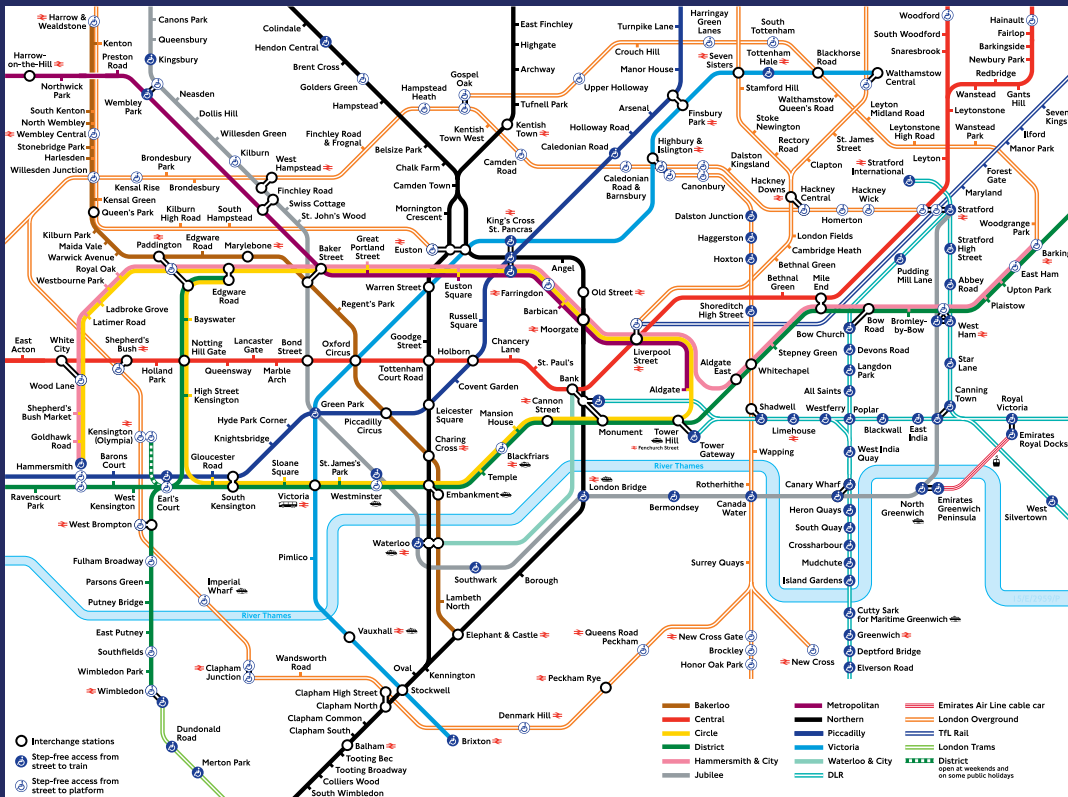 Harrow &
Wealdstone
Kenton
Preston
Road
Harrow-
on-the-Hill
Northwick
Park
South Kenton
North Wembley
Wembley Central
Stonebridge Park
Harlesden
Willesden Junction
Kensal Green
Queen's Park
Kilburn Park
Maida Vale
Warwick Avenue
Paddington
Royal Oak
Westbourne Park
Ladbroke Grove
Latimer Road
Canons Park
Queensbury
Kingsbury
Wembley
Park
Neasden
Dollis Hill
Willesden Green
Kilburn
West
Hampstead
Finchley Road
Swiss Cottage
St. John's Wood
Brondesbury
Park
Kensal Rise
Brondesbury
Kilburn
High Road
South
Hampstead
Finchley Road
& Frognal
Edgware
Road
Marylebone
Edgware
Road
Baker
Street
Great
Portland
Street
Regent's Park
Bayswater
Colindale
Hendon Central
Brent Cross
Golders Green
Hampstead
Belsize Park
Chalk Farm
Camden Town
Mornington
Crescent
Euston
Warren Street
Euston
Square
East Finchley
Highgate
Archway
Tufnell Park
Kentish
Town
Gospel
Oak
Hampstead
Heath
Kentish
Town West
Camden
Road
Crouch Hill
Upper Holloway
Harringay
Green Lanes
Turnpike Lane
Manor House
Arsenal
Holloway Road
Caledonian Road
Finsbury
Park
Highbury &
Islington
Caledonian
Road &
Barnsbury
Canonbury
King's Cross
St. Pancras
Angel
Old Street
Farringdon
Barbican
Moorgate
Liverpool
Street
Seven
Sisters
South
Tottenham
Tottenham
Hale
Blackhorse
Road
Walthamstow
Central
Stamford Hill
Walthamstow
Queen's Road
Stoke
Newington
Rectory
Road
St. James
Street
Clapton
Leyton
Midland Road
Leytonstone
High Road
Wanstead
Park
Woodgrange
Park
Dalston
Kingsland
Hackney
Downs
Hackney
Central
Homerton
Hackney
Wick
Dalston Junction
Haggerston
Hoxton
Shoreditch
High Street
London Fields
Cambridge Heath
Bethnal Green
Bethnal
Green
Mile
End
Woodford
South Woodford
Snaresbrook
Hainault
Fairlop
Barkingside
Newbury Park
Redbridge
Wanstead
Gants
Hill
Leytonstone
Leyton
Stratford
International
Stratford
Seven
Kings
Ilford
Manor Park
Forest
Gate
Maryland
Stratford
High
Street
Abbey
Road
Pudding
Mill Lane
West
Ham
Barking
East Ham
Upton Park
Plaistow
Bromley-
by-Bow
Bow
Road
Bow Church
Devons Road
Langdon
Park
All Saints
Star
Lane
Canning
Town
Royal
Victoria
Emirates
Royal Docks
East
Acton
White
City
Shepherd's
Bush
Holland
Park
Notting
Hill Gate
Queensway
Lancaster
Gate
Marble
Arch
Bond
Street
Oxford
Circus
Tottenham
Court Road
Goodge
Street
Russell
Square
Holborn
Chancery
Lane
St. Paul's
Bank
Covent Garden
Leicester
Square
Piccadilly
Circus
Green Park
Hyde Park Corner
Knightsbridge
Charing
Cross
Embankment
Temple
Blackfriars
Mansion
House
Cannon
Street
Monument
Tower
Hill
Fenchurch Street
Tower
Gateway
Aldgate
Aldgate
East
Whitechapel
Stepney Green
Shadwell
Limehouse
Westferry
Poplar
Blackwall
East
India
West India
Quay
Canary Wharf
Heron Quays
South Quay
Crossharbour
Mudchute
Island Gardens
Cutty Sark
for Maritime Greenwich
Greenwich
Deptford Bridge
Elverson Road
Wapping
Rotherhithe
Canada
Water
Surrey Quays
New Cross Gate
Brockley
Honor Oak Park
New Cross
Queens Road
Peckham
Peckham Rye
Denmark Hill
North
Greenwich
Emirates
Greenwich
Peninsula
West
Silvertown
Wood Lane
Shepherd's
Bush Market
Goldhawk
Road
Hammersmith
Kensington
(Olympia)
Barons
Court
Ravenscourt
Park
West
Kensington
Earl's
Court
High Street
Kensington
Gloucester
Road
South
Kensington
Sloane
Square
Victoria
St. James's
Park
Westminster
Waterloo
Southwark
London Bridge
Bermondsey
Borough
Lambeth
North
Elephant & Castle
Kennington
Oval
Stockwell
Vauxhall
Pimlico
Brixton
West Brompton
Fulham Broadway
Parsons Green
Putney Bridge
East Putney
Southfields
Wimbledon Park
Wimbledon
Dundonald
Road
Merton Park
Imperial
Wharf
Clapham
Junction
Wandsworth
Road
Clapham High Street
Clapham North
Clapham Common
Clapham South
Balham
Tooting Bec
Tooting Broadway
Colliers Wood
South Wimbledon
River Thames
River Thames
Interchange stations
Step-free access from
street to train
Step-free access from
street to platform
Bakerloo
Central
Circle
District
Hammersmith & City
Jubilee
Metropolitan
Northern
Piccadilly
Victoria
Waterloo & City
DLR
Emirates Air Line cable car
London Overground
TfL Rail
London Trams
District
open at weekends and
on some public holidays